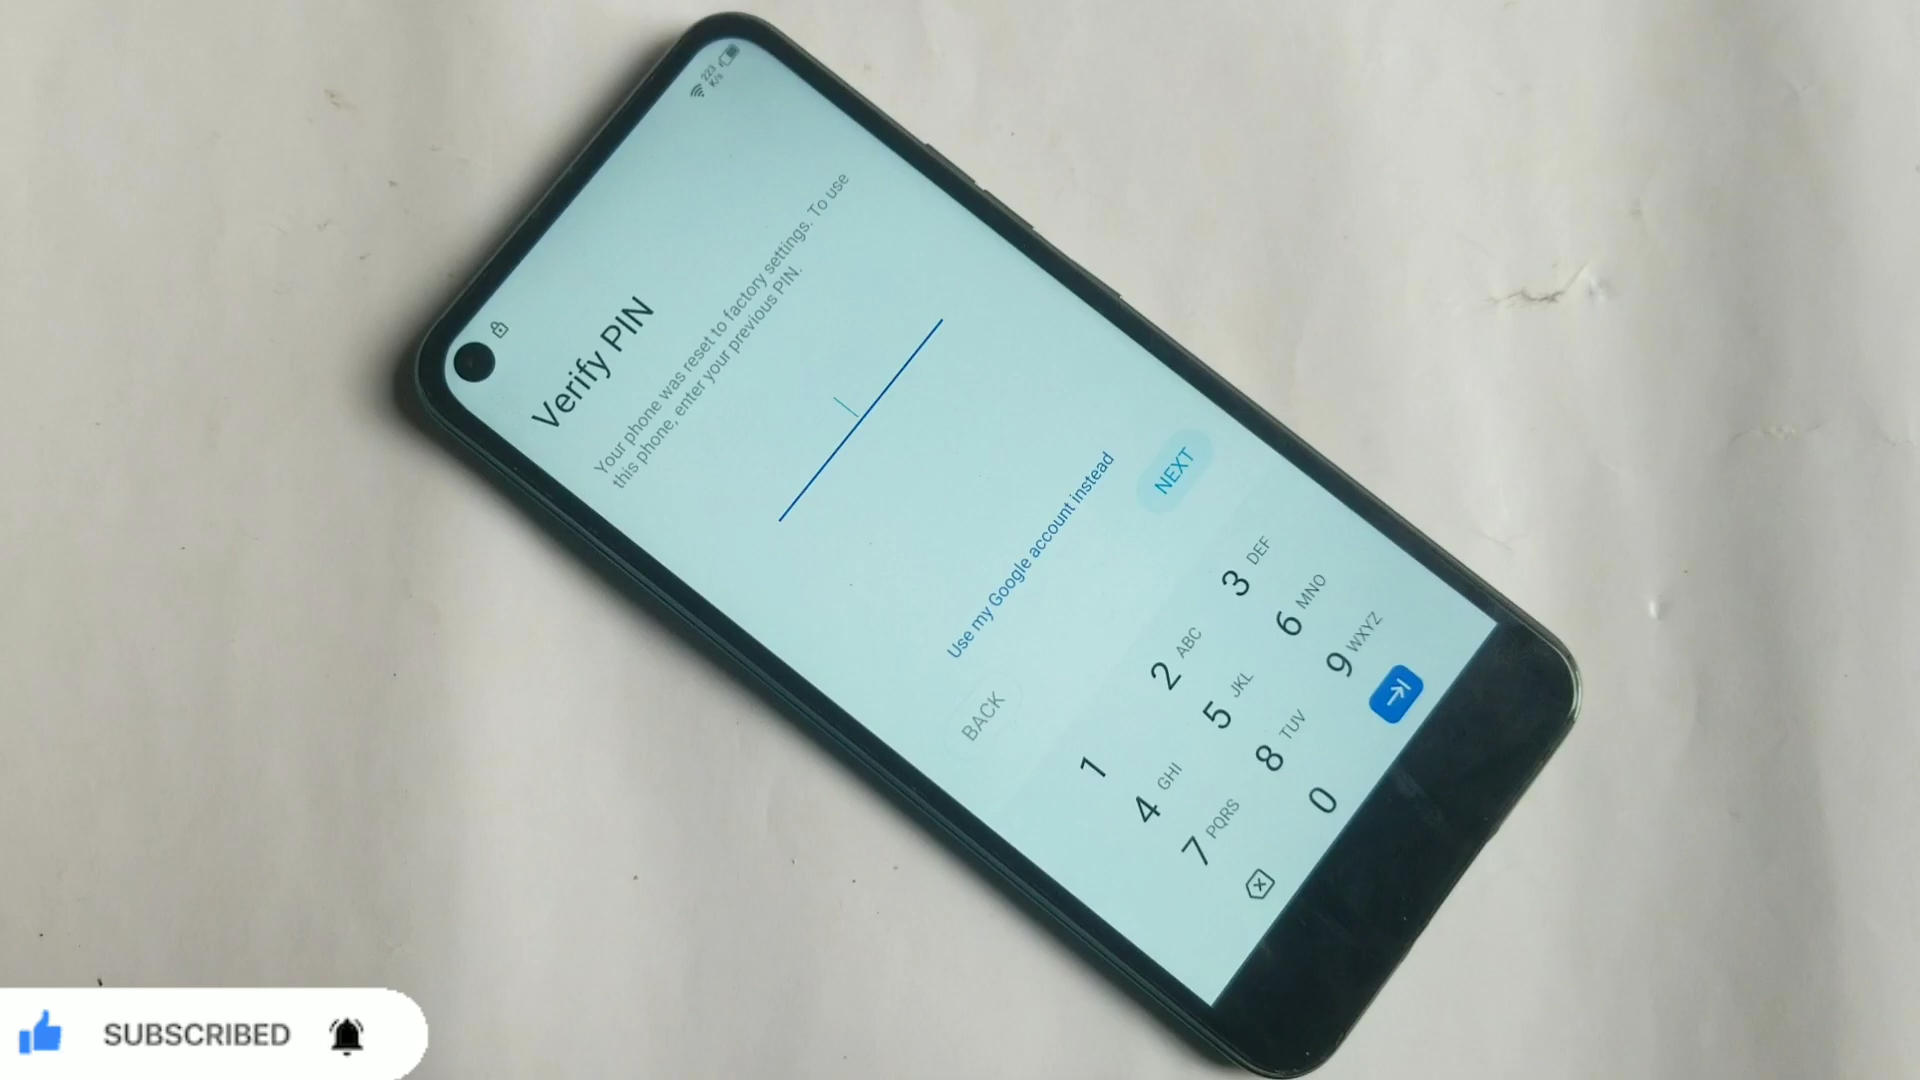 223
K/s
Verify PIN
Your phone was reset to factory settings. To use
this phone, enter your previous PIN.
Use my Google account instead
BACK
NEXT
1
2 ABC
3 DEF
4 GHI
5 JKL
6 MNO
7 PQRS
8 TUV
9 WXYZ
0
SUBSCRIBED